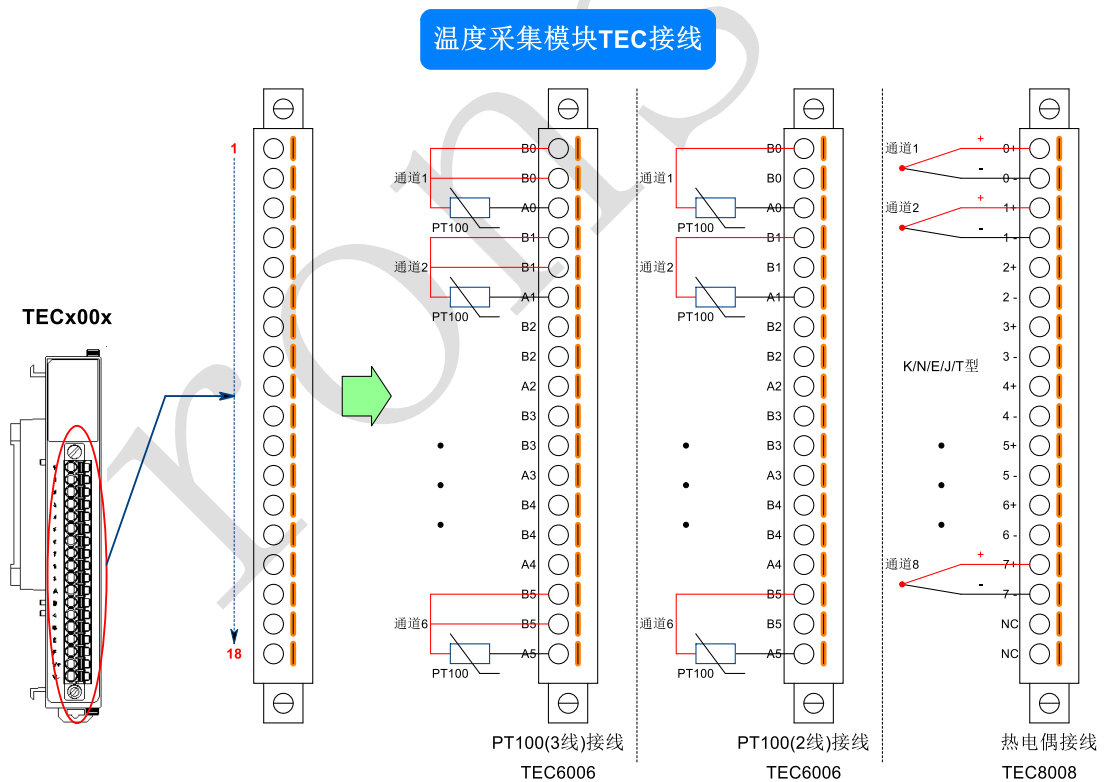 温度采集模块TEC接线
TECx00x
1
18
通道1
PT100
通道2
PT100
通道6
PT100
B0
B0
A0
B1
B1
A1
B2
B2
A2
B3
B3
A3
B4
B4
A4
B5
B5
A5
PT100(3线)接线
TEC6006
通道1
PT100
通道2
PT100
通道6
PT100
B0
B0
A0
B1
B1
A1
B2
B2
A2
B3
B3
A3
B4
B4
A4
B5
B5
A5
PT100(2线)接线
TEC6006
通道1
+
-
通道2
+
-
K/N/E/J/T型
通道8
+
-
0+
0 -
1+
1 -
2+
2 -
3+
3 -
4+
4 -
5+
5 -
6+
6 -
7+
7 -
NC
NC
热电偶接线
TEC8008